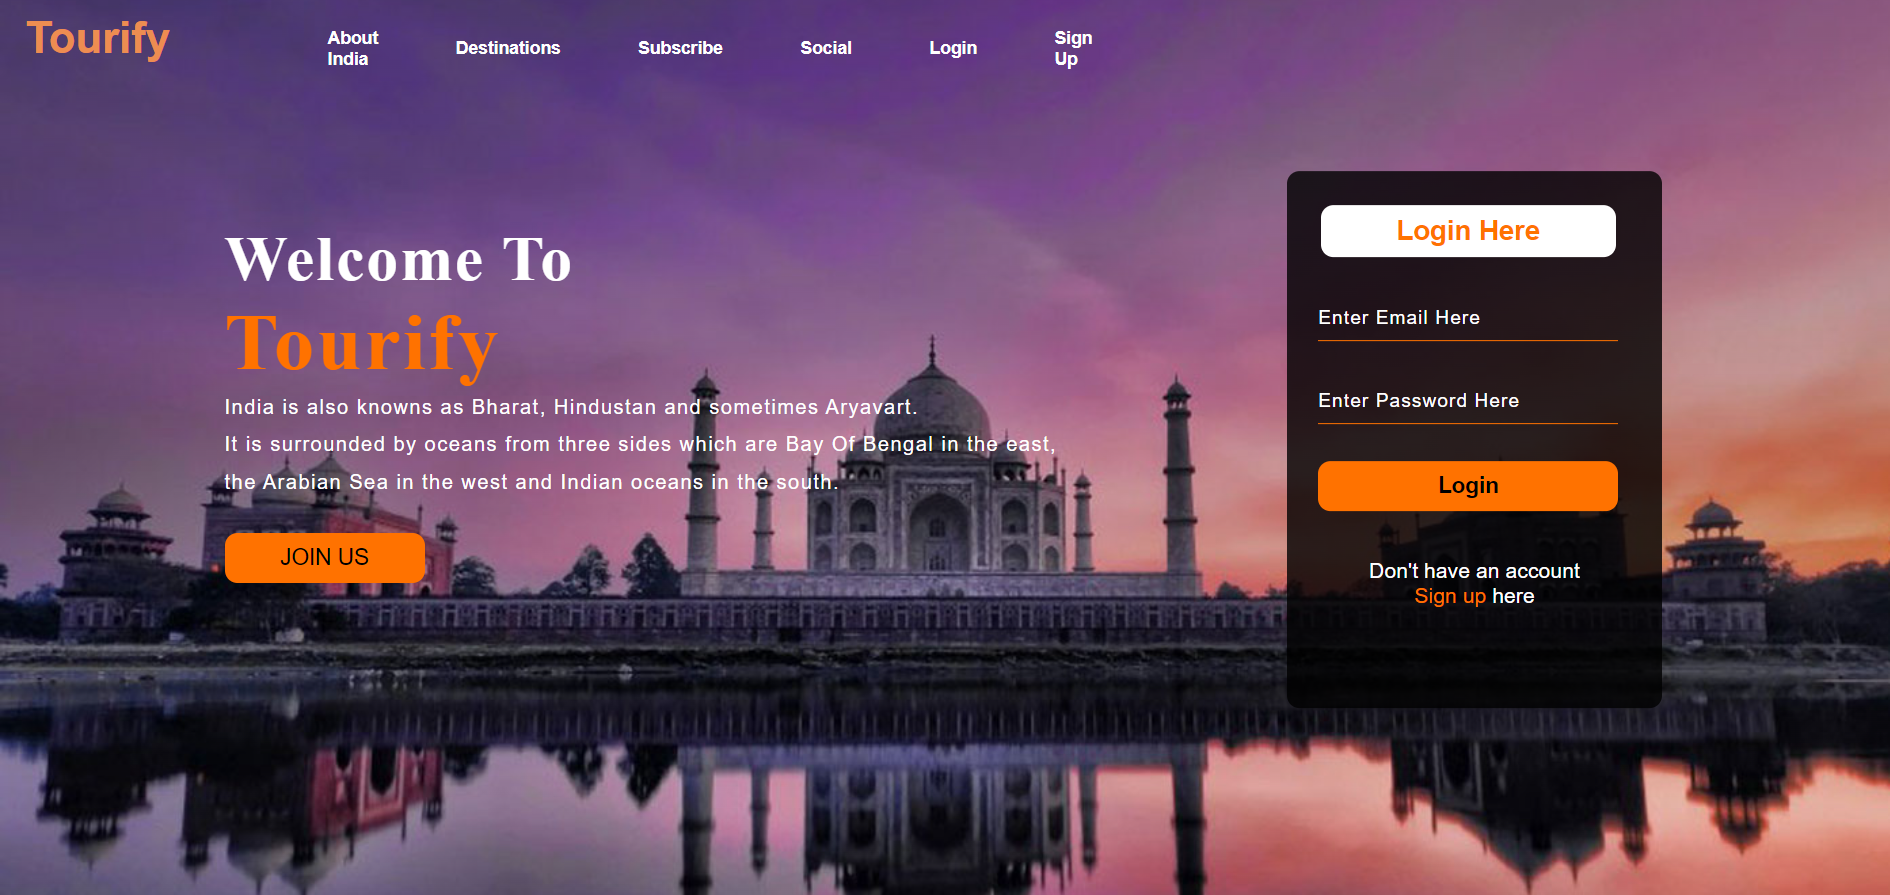 Tourify
About
India
Destinations
Subscribe
Social
Login
Sign
Up
Welcome To
Tourify
India is also knowns as Bharat, Hindustan and sometimes Aryavart.
It is surrounded by oceans from three sides which are Bay Of Bengal in the east,
the Arabian Sea in the west and Indian oceans in the south.
JOIN US
Login Here
Enter Email Here
Enter Password Here
Login
Don't have an account
Sign up here